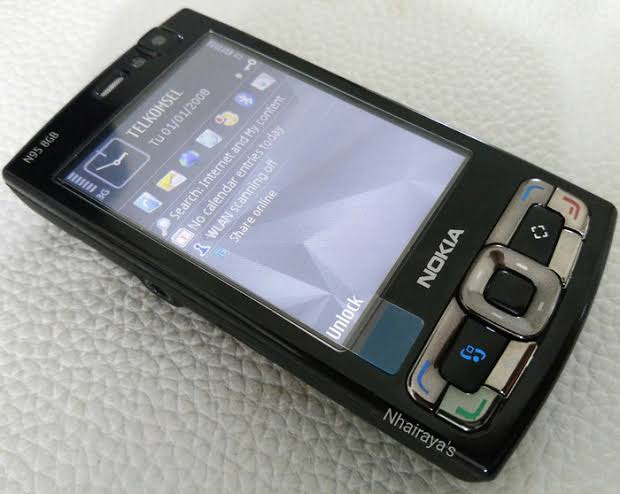 N95 8GB
3G
TELKOMSEL
Tu 01/01/2008
Search: Internet and My content
No calendar entries today
WLAN scanning off
Share online
Unlock
NOKIA
Nhairaya's